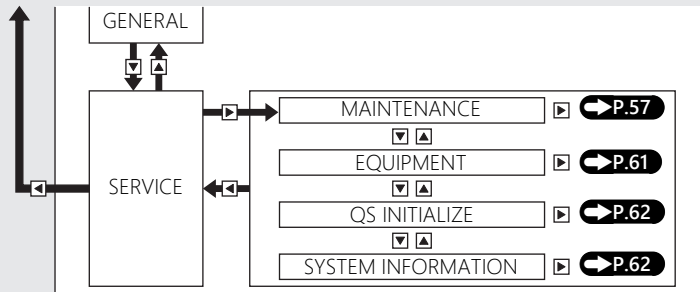 GENERAL
SERVICE
MAINTENANCE P.57
EQUIPMENT P.61
QS INITIALIZE P.62
SYSTEM INFORMATION P.62